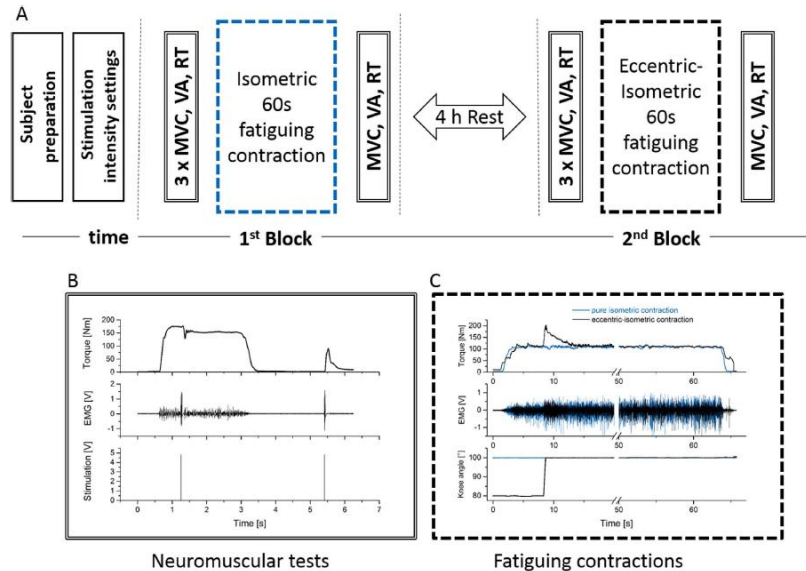 A
Subject
preparation
Stimulation
intensity settings
3 x MVC, VA, RT
Isometric
60s
fatiguing
contraction
MVC, VA, RT
4 h Rest
3 x MVC, VA, RT
Eccentric-
Isometric
60s
fatiguing
contraction
MVC, VA, RT
time
1st Block
2nd Block
B
Torque [Nm]
200
150
100
50
0
EMG [V]
2
1
0
-1
Stimulation [V]
5
4
3
2
1
0
0 1 2 3 4 5 6 7
Time [s]
Neuromuscular tests
C
pure isometric contraction
eccentric-isometric contraction
Torque [Nm]
200
150
100
50
0
EMG [V]
1
0
-1
Knee angle [°]
100
90
80
0 10 50 60
Time [s]
Fatiguing contractions